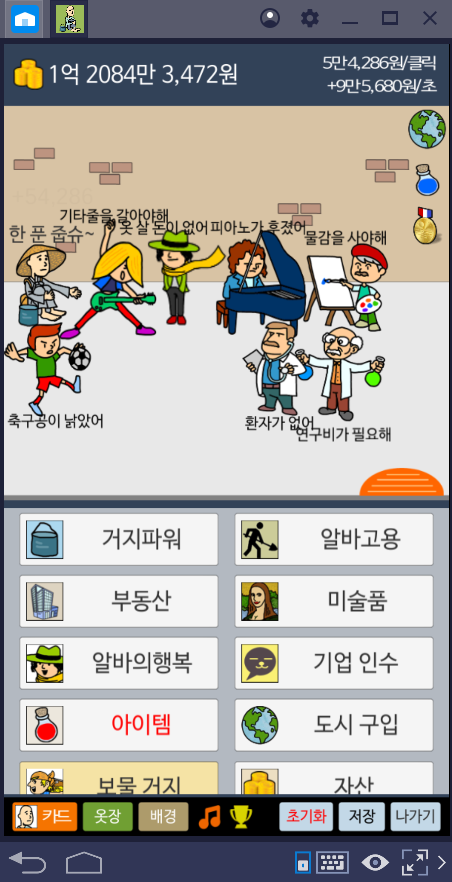 1억 2084만 3,472원
5만 4,286원/클릭
+9만 5,680원/초
+54,286
기타줄을 갈아야해
옷 살 돈이 없어
피아노가 후졌어
한 푼 줍슈~
물감을 사야해
축구공이 낡았어
환자가 없어
연구비가 필요해
거지파워
알바고용
부동산
미술품
알바의행복
기업 인수
아이템
도시 구입
보물 거지
자산
카드
옷장
배경
초기화
저장
나가기